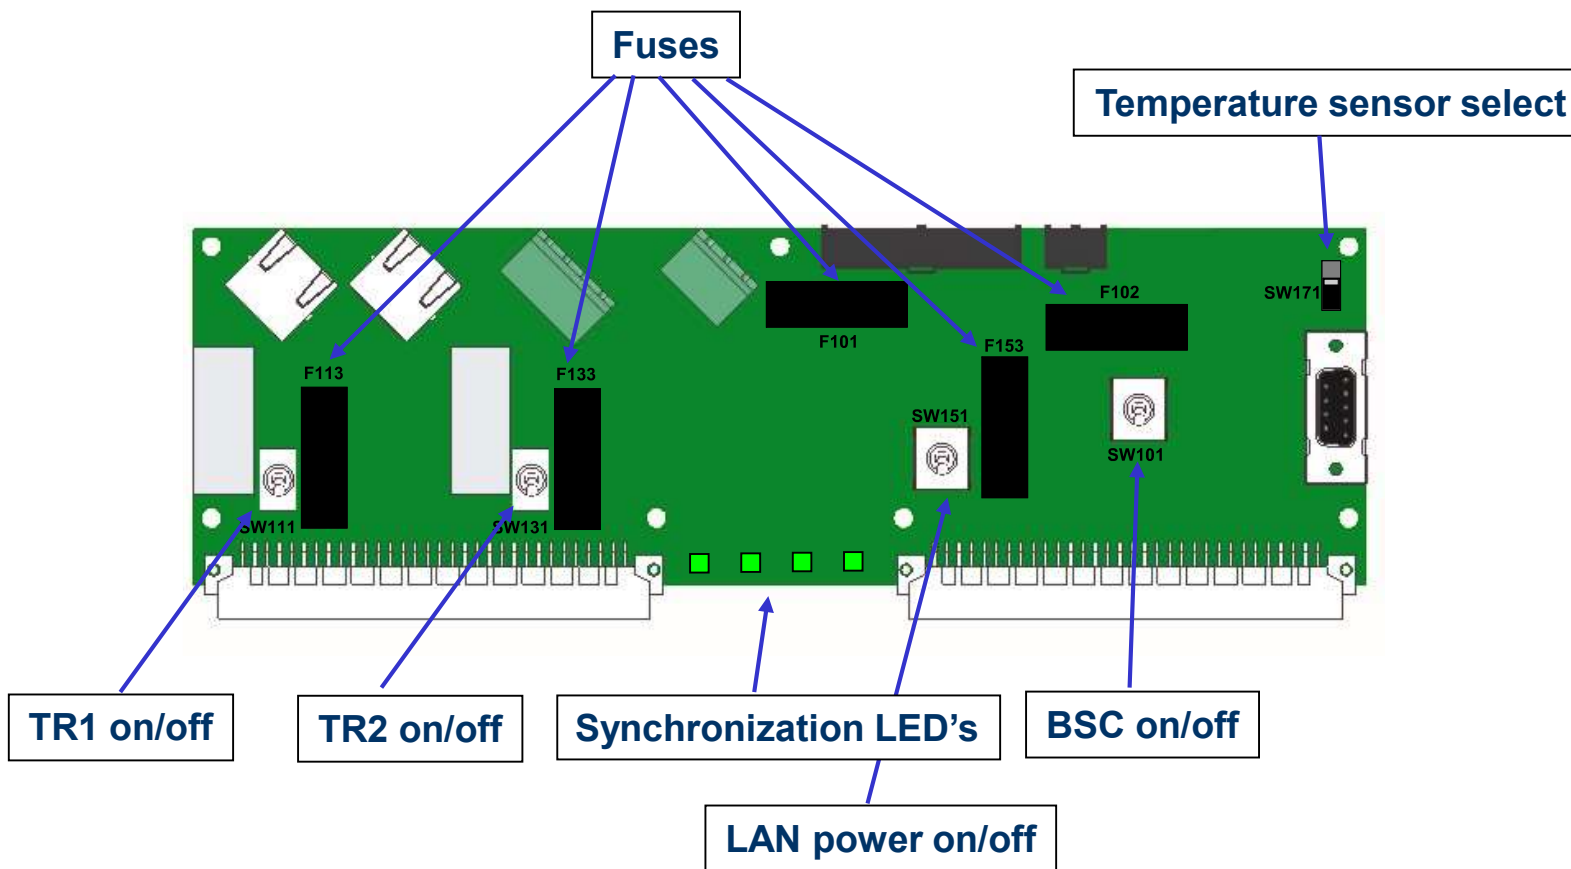 Fuses
Temperature sensor select
SW171
F102
F101
F153
F113
F133
SW151
SW101
SW111
SW131
TR1 on/off
TR2 on/off
Synchronization LED’s
BSC on/off
LAN power on/off